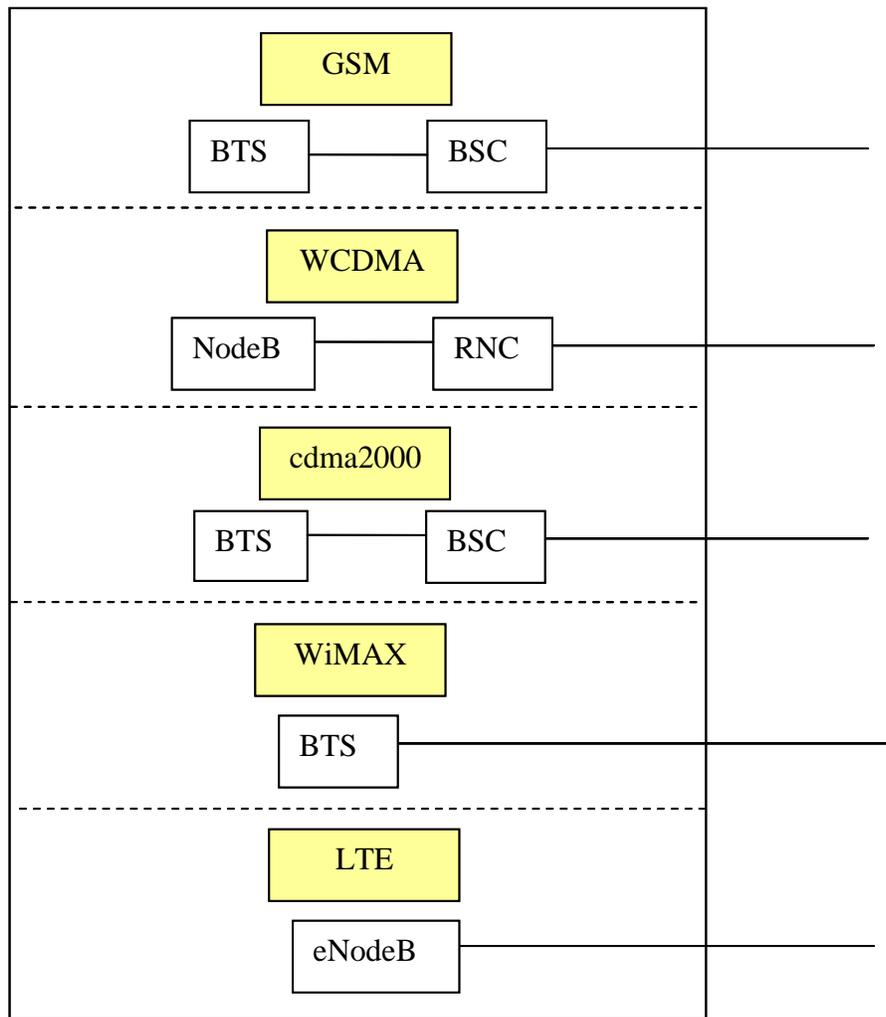 GSM
BTS
BSC
WCDMA
NodeB
RNC
cdma2000
BTS
BSC
WiMAX
BTS
LTE
eNodeB